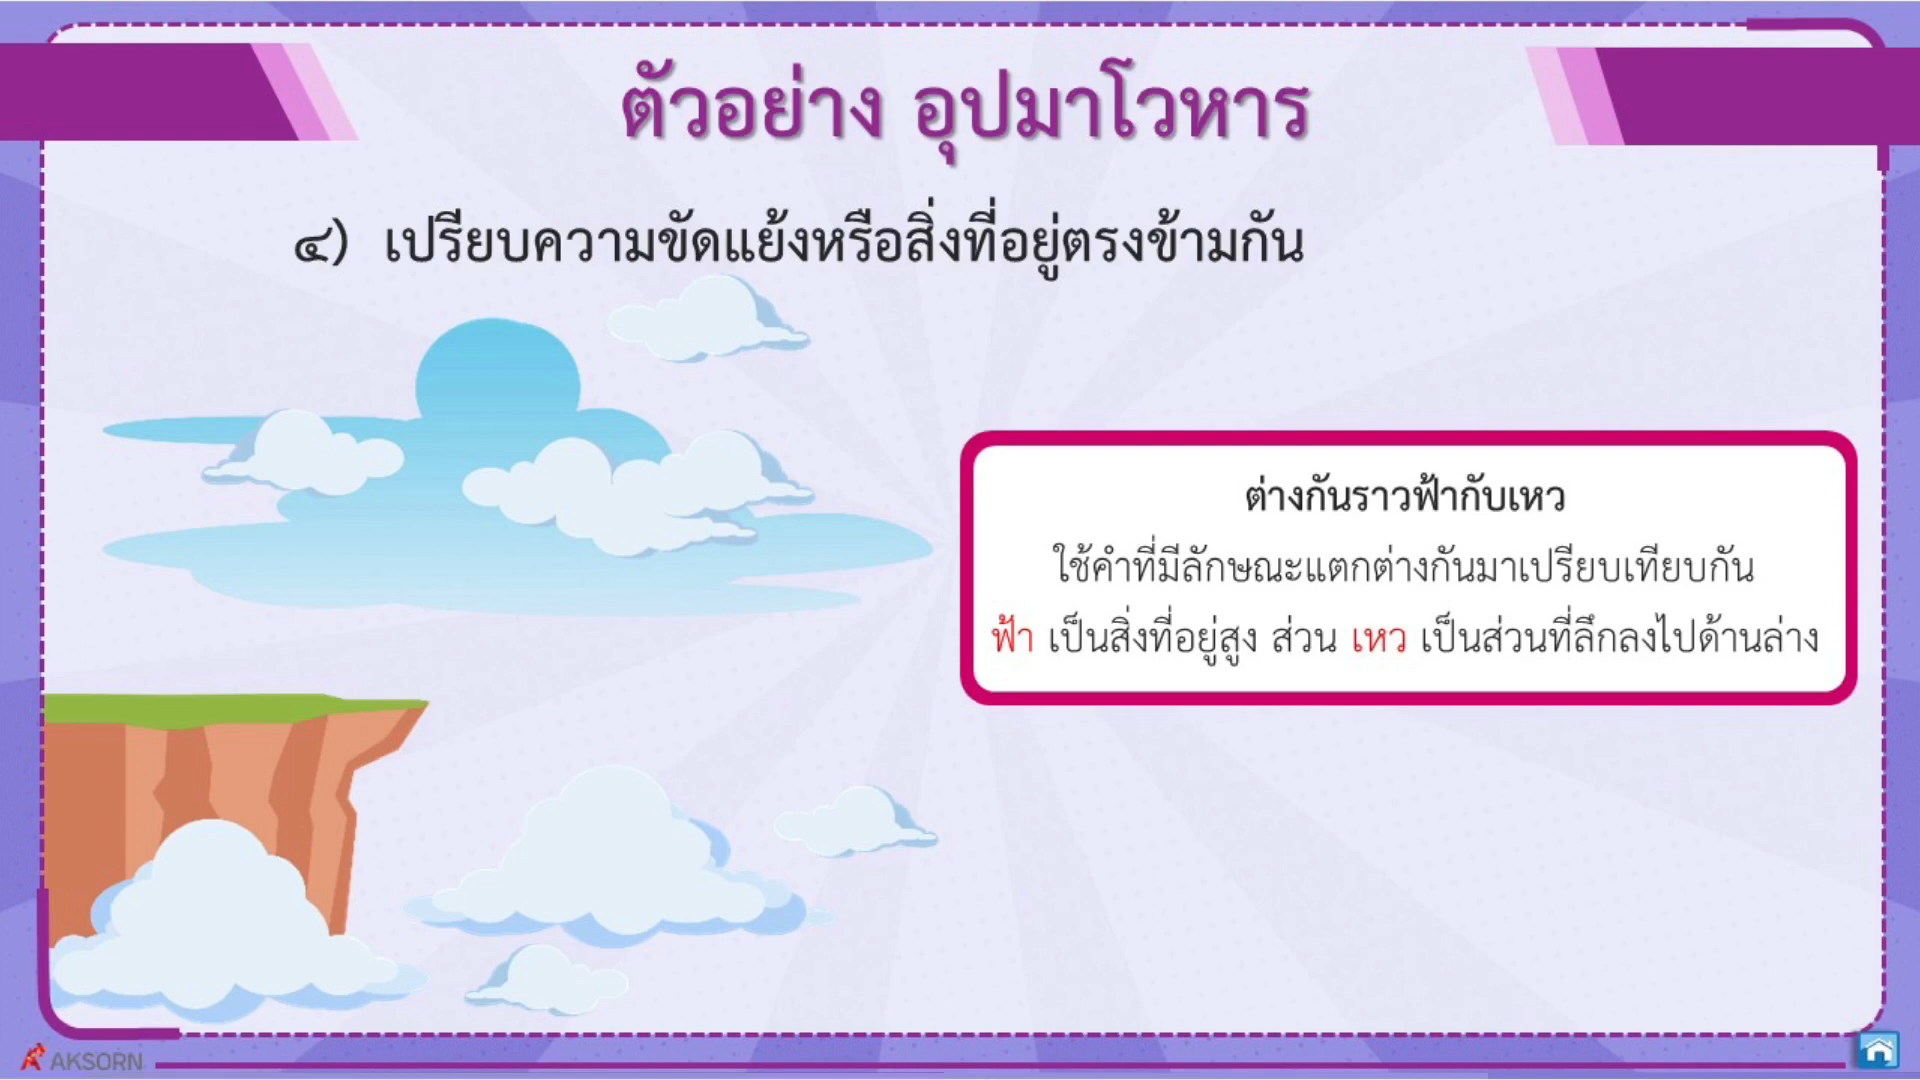 ตัวอย่าง อุปมาโวหาร
๔) เปรียบความขัดแย้งหรือสิ่งที่อยู่ตรงข้ามกัน
ต่างกันราวฟ้ากับเหว
ใช้คำที่มีลักษณะแตกต่างกันมาเปรียบเทียบกัน
ฟ้า เป็นสิ่งที่อยู่สูง ส่วน เหว เป็นส่วนที่ลึกลงไปด้านล่าง
AKSORN